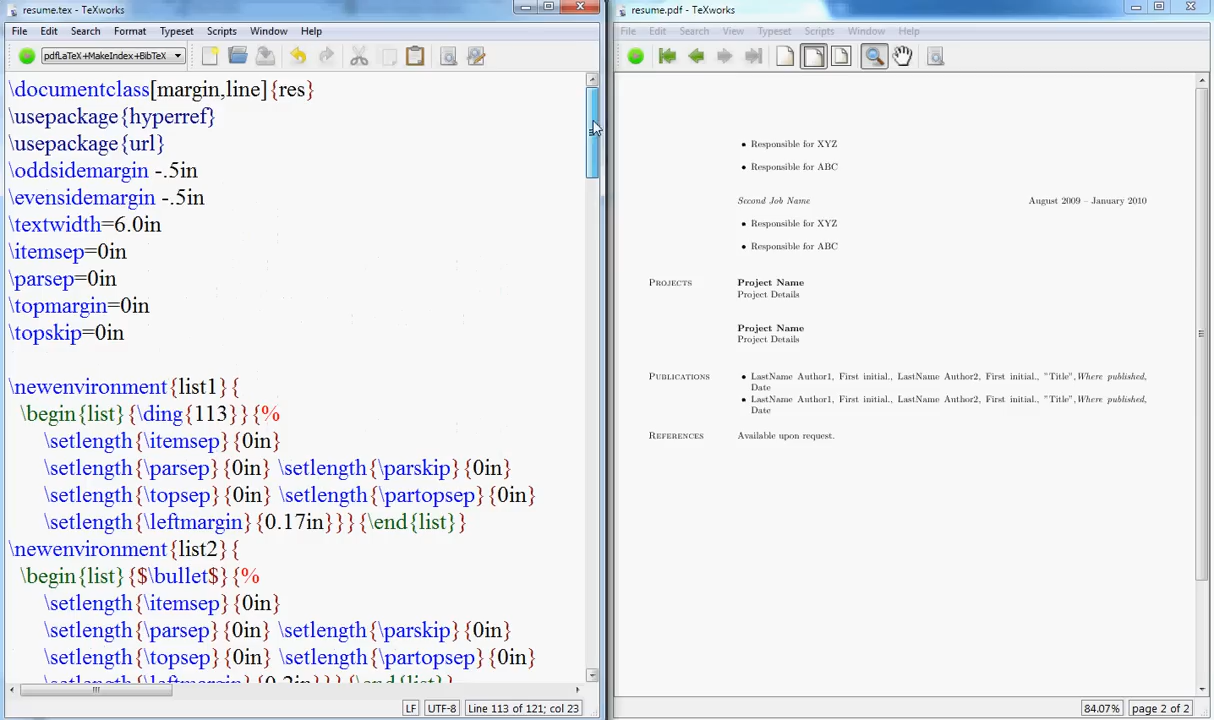 resume.tex - TeXworks
File Edit Search Format Typeset Scripts Window Help
pdfLaTeX+MakeIndex+BibTeX
\documentclass[margin,line]{res}
\usepackage{hyperref}
\usepackage{url}
\oddsidemargin -.5in
\evensidemargin -.5in
\textwidth=6.0in
\itemsep=0in
\parsep=0in
\topmargin=0in
\topskip=0in
\newenvironment{list1}{
\begin{list}{\ding{113}}{%
\setlength{\itemsep}{0in}
\setlength{\parsep}{0in} \setlength{\parskip}{0in}
\setlength{\topsep}{0in} \setlength{\partopsep}{0in}
\setlength{\leftmargin}{0.17in}}}{\end{list}}
\newenvironment{list2}{
\begin{list}{$\bullet$}{%
\setlength{\itemsep}{0in}
\setlength{\parsep}{0in} \setlength{\parskip}{0in}
\setlength{\topsep}{0in} \setlength{\partopsep}{0in}
\setlength{\leftmargin}{0.2in}}}{\end{list}}
LF UTF-8 Line 113 of 121; col 23
resume.pdf - TeXworks
File Edit Search View Typeset Scripts Window Help
• Responsible for XYZ
• Responsible for ABC
Second Job Name August 2009 – January 2010
• Responsible for XYZ
• Responsible for ABC
Projects Project Name
Project Details
Project Name
Project Details
Publications • LastName Author1, First initial., LastName Author2, First initial., "Title",Where published,
Date
• LastName Author1, First initial., LastName Author2, First initial., "Title",Where published,
Date
References Available upon request.
84.07% page 2 of 2